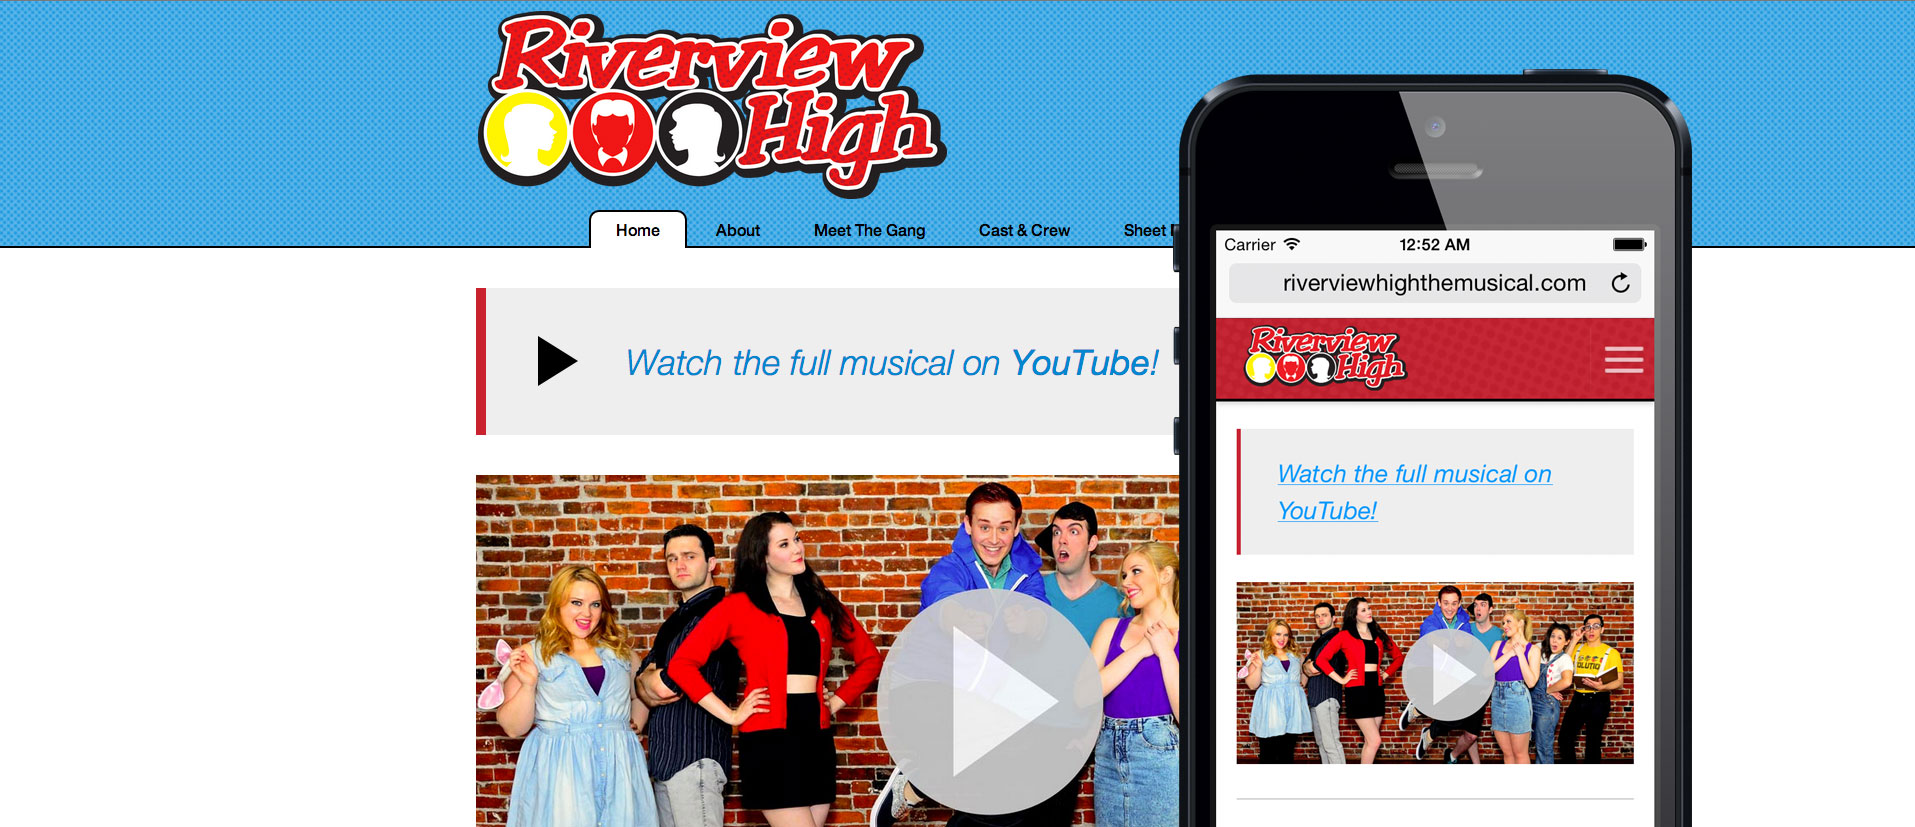 Riverview
High
Home About Meet The Gang Cast & Crew Sheet
Watch the full musical on YouTube!
Carrier 12:52 AM
riverviewhighthemusical.com
Riverview
High
Watch the full musical on
YouTube!